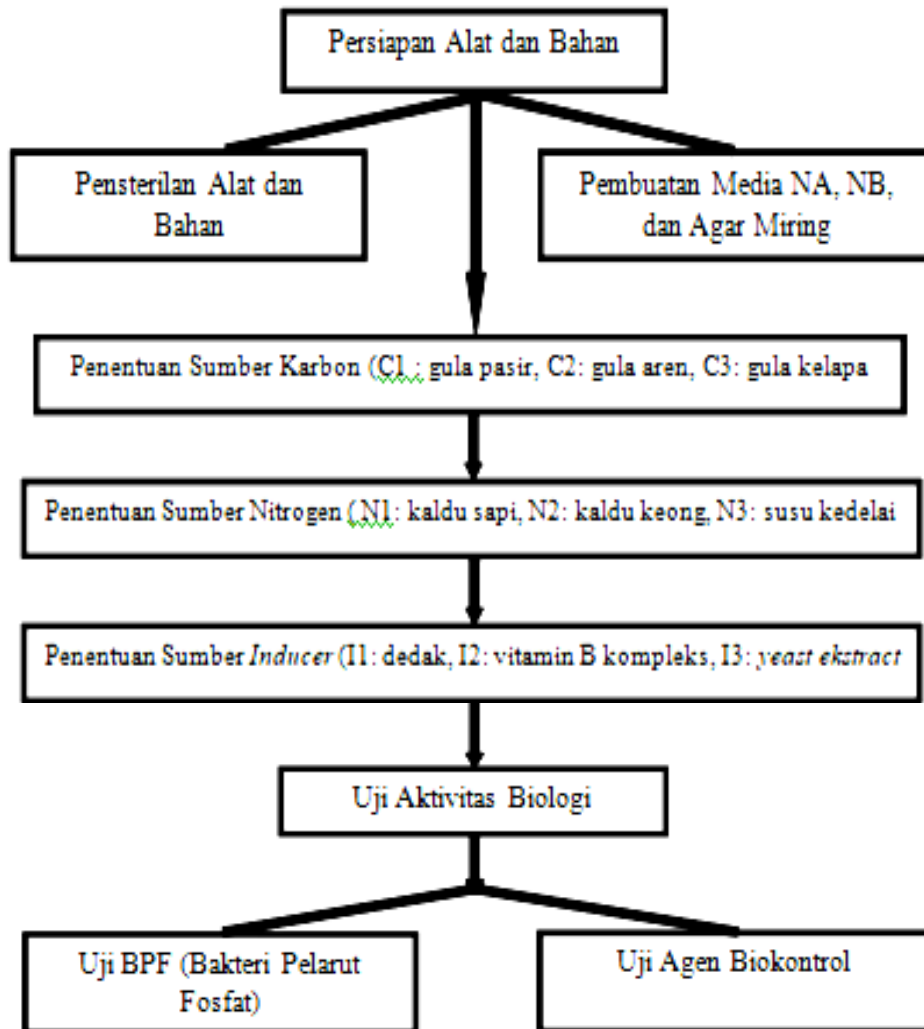 Persiapan Alat dan Bahan
Pensterilan Alat dan
Bahan
Pembuatan Media NA, NB,
dan Agar Miring
Penentuan Sumber Karbon (C1 : gula pasir, C2: gula aren, C3: gula kelapa
Penentuan Sumber Nitrogen ( N1: kaldu sapi, N2: kaldu keong, N3: susu kedelai
Penentuan Sumber Inducer (I1: dedak, I2: vitamin B kompleks, I3: yeast ekstract
Uji Aktivitas Biologi
Uji BPF (Bakteri Pelarut
Fosfat)
Uji Agen Biokontrol